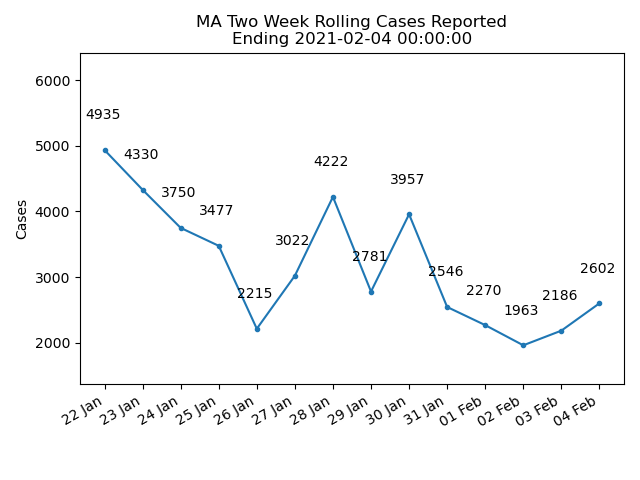 MA Two Week Rolling Cases Reported
Ending 2021-02-04 00:00:00
6000
5000
4000
3000
2000
Cases
4935
4330
3750
3477
2215
3022
4222
2781
3957
2546
2270
1963
2186
2602
22 Jan
23 Jan
24 Jan
25 Jan
26 Jan
27 Jan
28 Jan
29 Jan
30 Jan
31 Jan
01 Feb
02 Feb
03 Feb
04 Feb